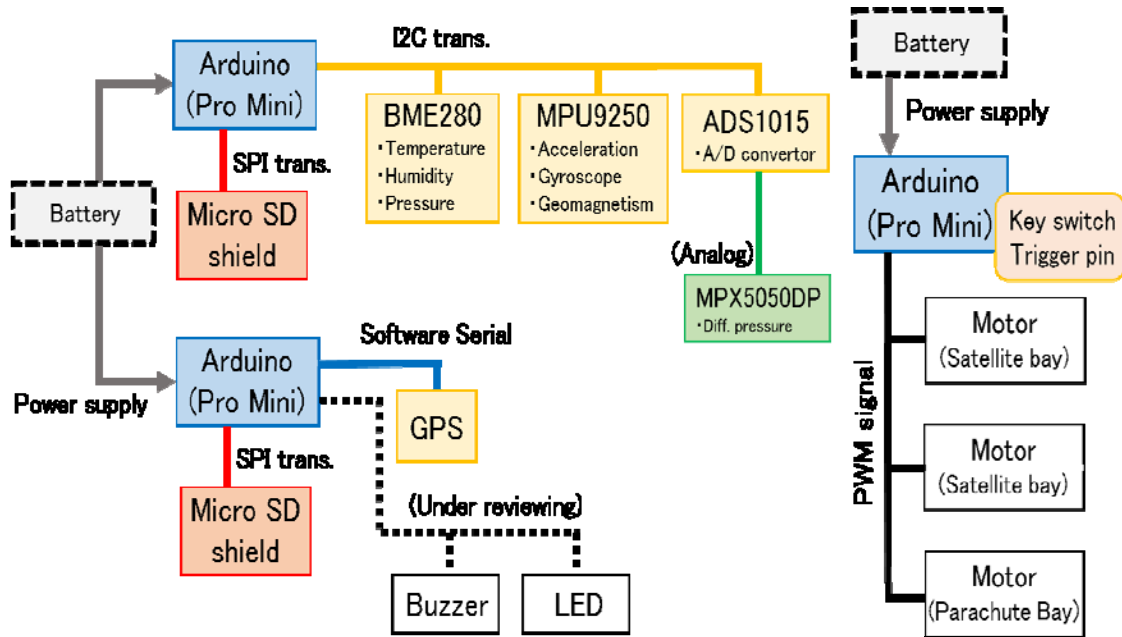 I2C trans.
Arduino
(Pro Mini)
BME280
・Temperature
・Humidity
・Pressure
MPU9250
・Acceleration
・Gyroscope
・Geomagnetism
ADS1015
・A/D convertor
SPI trans.
Micro SD
shield
Battery
(Analog)
MPX5050DP
・Diff. pressure
Software Serial
Arduino
(Pro Mini)
Power supply
GPS
SPI trans.
Micro SD
shield
(Under reviewing)
Buzzer
LED
Battery
Power supply
Arduino
(Pro Mini)
Key switch
Trigger pin
PWM signal
Motor
(Satellite bay)
Motor
(Satellite bay)
Motor
(Parachute Bay)